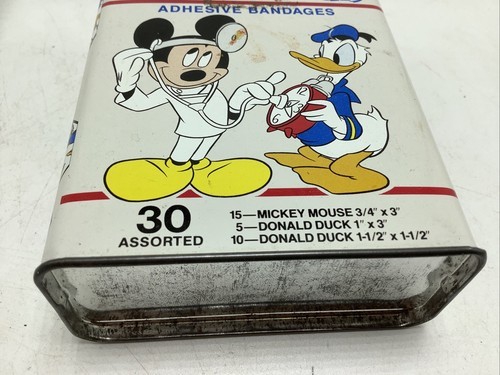 ADHESIVE BANDAGES
30
ASSORTED
15—MICKEY MOUSE 3/4" x 3"
5—DONALD DUCK 1" x 3"
10—DONALD DUCK 1-1/2" x 1-1/2"